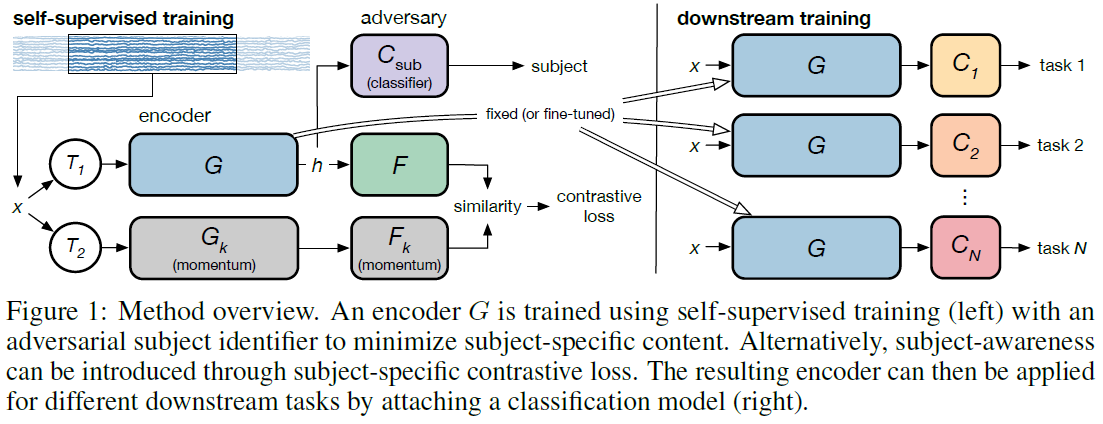 self-supervised training
adversary
downstream training
C_sub
(classifier)
subject
encoder
fixed (or fine-tuned)
x
T_1
G
h
F
x
T_2
G_k
(momentum)
F_k
(momentum)
similarity
contrastive
loss
x
G
C_1
task 1
x
G
C_2
task 2
⋮
x
G
C_N
task N
Figure 1: Method overview. An encoder G is trained using self-supervised training (left) with an
adversarial subject identifier to minimize subject-specific content. Alternatively, subject-awareness
can be introduced through subject-specific contrastive loss. The resulting encoder can then be applied
for different downstream tasks by attaching a classification model (right).